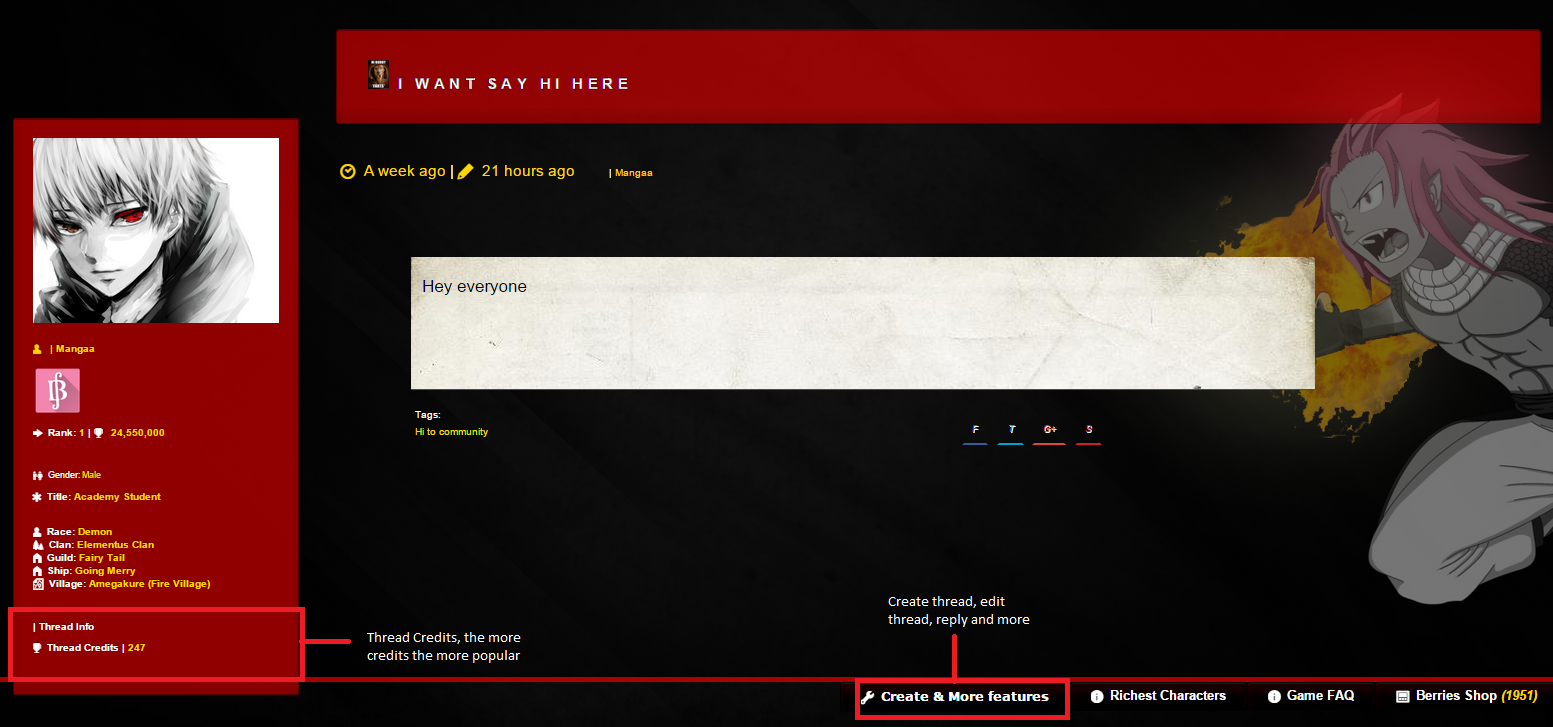 I WANT SAY HI HERE
A week ago | 21 hours ago | Mangaa
Hey everyone
Tags:
Hi to community
F T G+ S
| Mangaa
Rank: 1 | 24,550,000
Gender: Male
Title: Academy Student
Race: Demon
Clan: Elementus Clan
Guild: Fairy Tail
Ship: Going Merry
Village: Amegakure (Fire Village)
| Thread Info
Thread Credits | 247
Thread Credits, the more
credits the more popular
Create thread, edit
thread, reply and more
Create & More features
Richest Characters
Game FAQ
Berries Shop (1951)